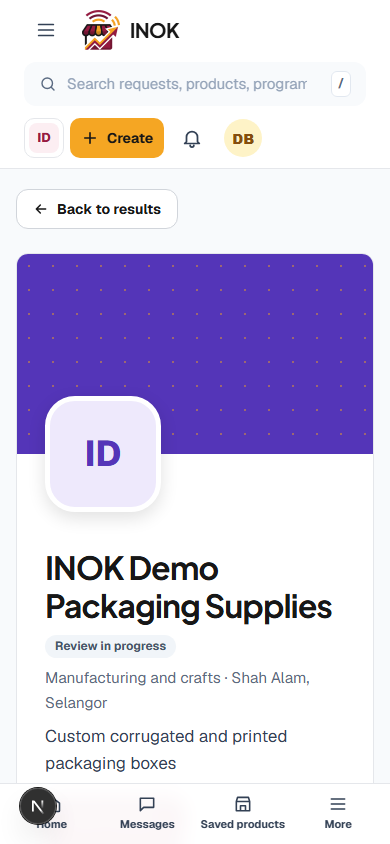 INOK
Search requests, products, program
/
ID
Create
DB
Back to results
ID
INOK Demo
Packaging Supplies
Review in progress
Manufacturing and crafts · Shah Alam,
Selangor
Custom corrugated and printed
packaging boxes
N
Home
Messages
Saved products
More